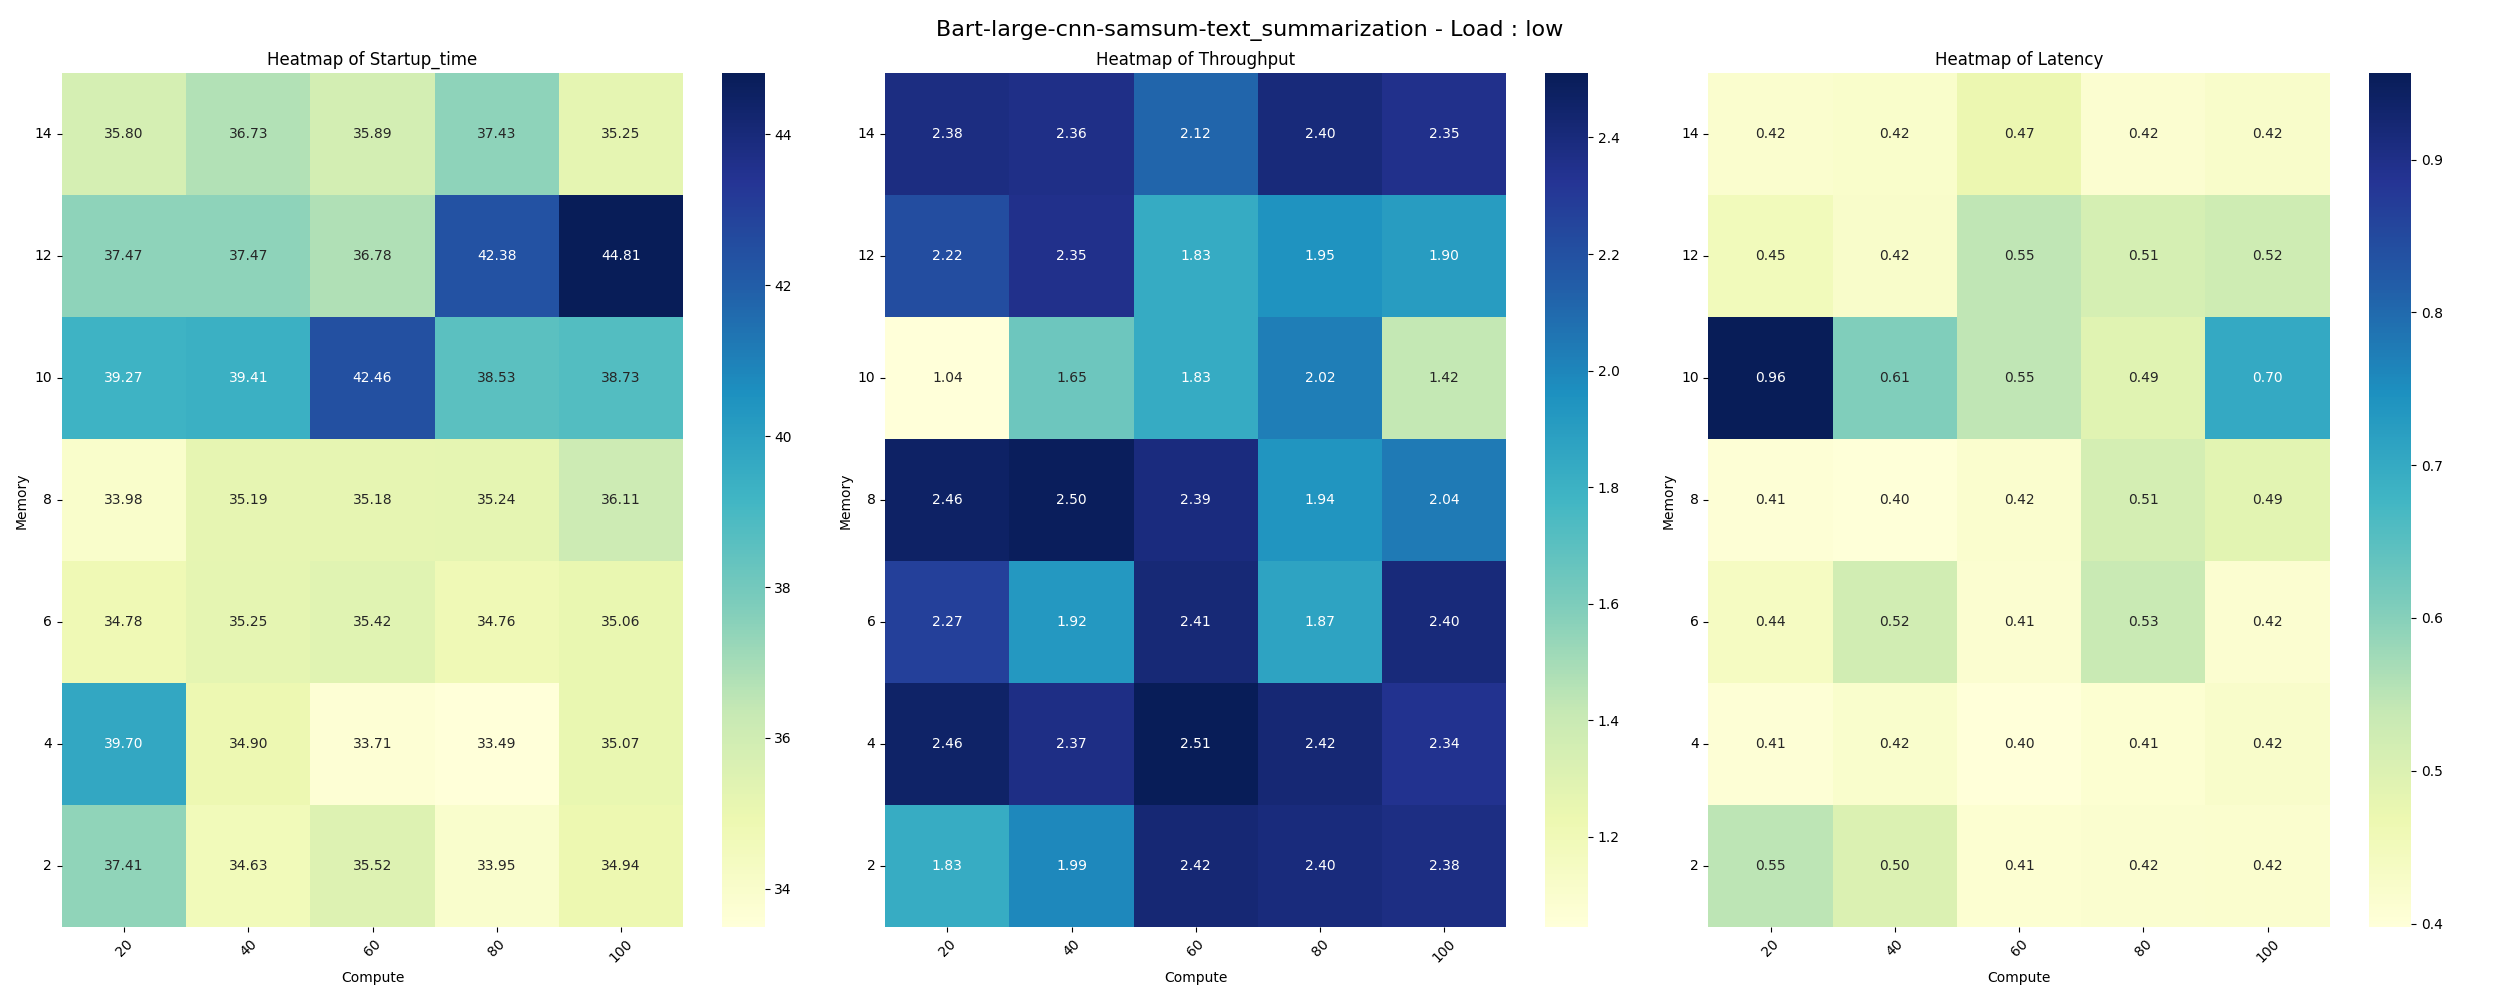 Bart-large-cnn-samsum-text_summarization - Load : low
Heatmap of Startup_time
14 35.80 36.73 35.89 37.43 35.25
12 37.47 37.47 36.78 42.38 44.81
10 39.27 39.41 42.46 38.53 38.73
8 33.98 35.19 35.18 35.24 36.11
6 34.78 35.25 35.42 34.76 35.06
4 39.70 34.90 33.71 33.49 35.07
2 37.41 34.63 35.52 33.95 34.94
20 40 60 80 100
Memory
Compute
44
42
40
38
36
34
Heatmap of Throughput
14 2.38 2.36 2.12 2.40 2.35
12 2.22 2.35 1.83 1.95 1.90
10 1.04 1.65 1.83 2.02 1.42
8 2.46 2.50 2.39 1.94 2.04
6 2.27 1.92 2.41 1.87 2.40
4 2.46 2.37 2.51 2.42 2.34
2 1.83 1.99 2.42 2.40 2.38
20 40 60 80 100
Memory
Compute
2.4
2.2
2.0
1.8
1.6
1.4
1.2
Heatmap of Latency
14 0.42 0.42 0.47 0.42 0.42
12 0.45 0.42 0.55 0.51 0.52
10 0.96 0.61 0.55 0.49 0.70
8 0.41 0.40 0.42 0.51 0.49
6 0.44 0.52 0.41 0.53 0.42
4 0.41 0.42 0.40 0.41 0.42
2 0.55 0.50 0.41 0.42 0.42
20 40 60 80 100
Memory
Compute
0.9
0.8
0.7
0.6
0.5
0.4